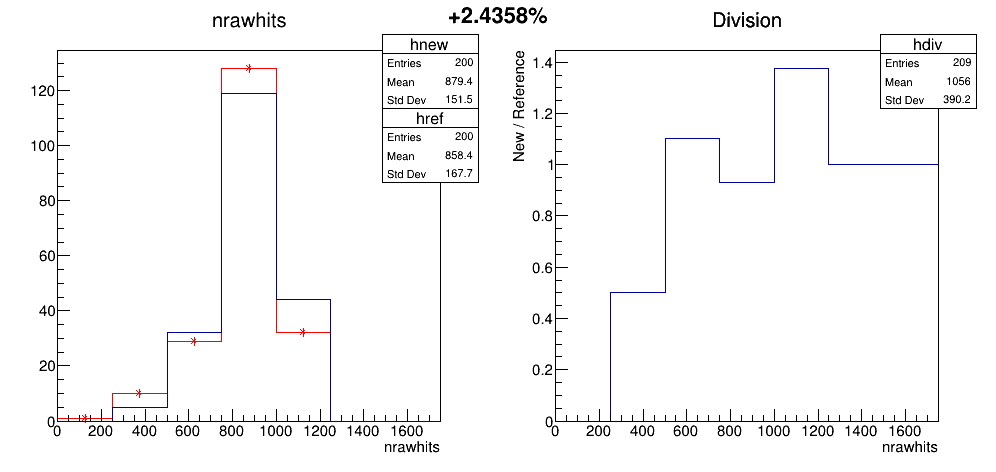 +2.4358%
nrawhits
hnew
Entries 200
Mean 879.4
Std Dev 151.5
href
Entries 200
Mean 858.4
Std Dev 167.7
120
100
80
60
40
20
0
0 200 400 600 800 1000 1200 1400 1600
nrawhits
Division
hdiv
Entries 209
Mean 1056
Std Dev 390.2
New / Reference
1.4
1.2
1
0.8
0.6
0.4
0.2
0
0 200 400 600 800 1000 1200 1400 1600
nrawhits